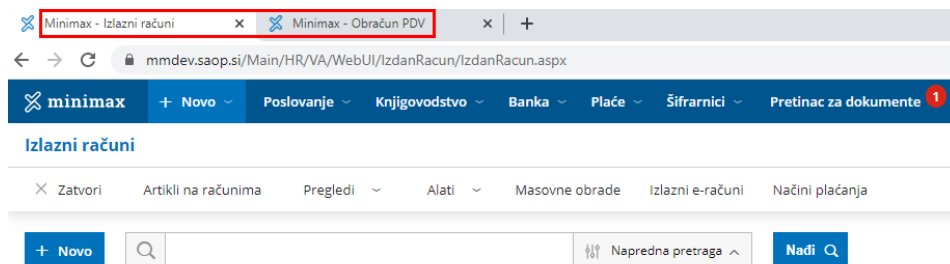 Minimax - Izlazni računi Minimax - Obračun PDV
mmdev.saop.si/Main/HR/VA/WebUI/IzdanRacun/IzdanRacun.aspx
minimax + Novo Poslovanje Knjigovodstvo Banka Plaće Šifrarnici Pretinac za dokumente 1
Izlazni računi
Zatvori Artikli na računima Pregledi Alati Masovne obrade Izlazni e-računi Načini plaćanja
+ Novo Napredna pretraga Nađi